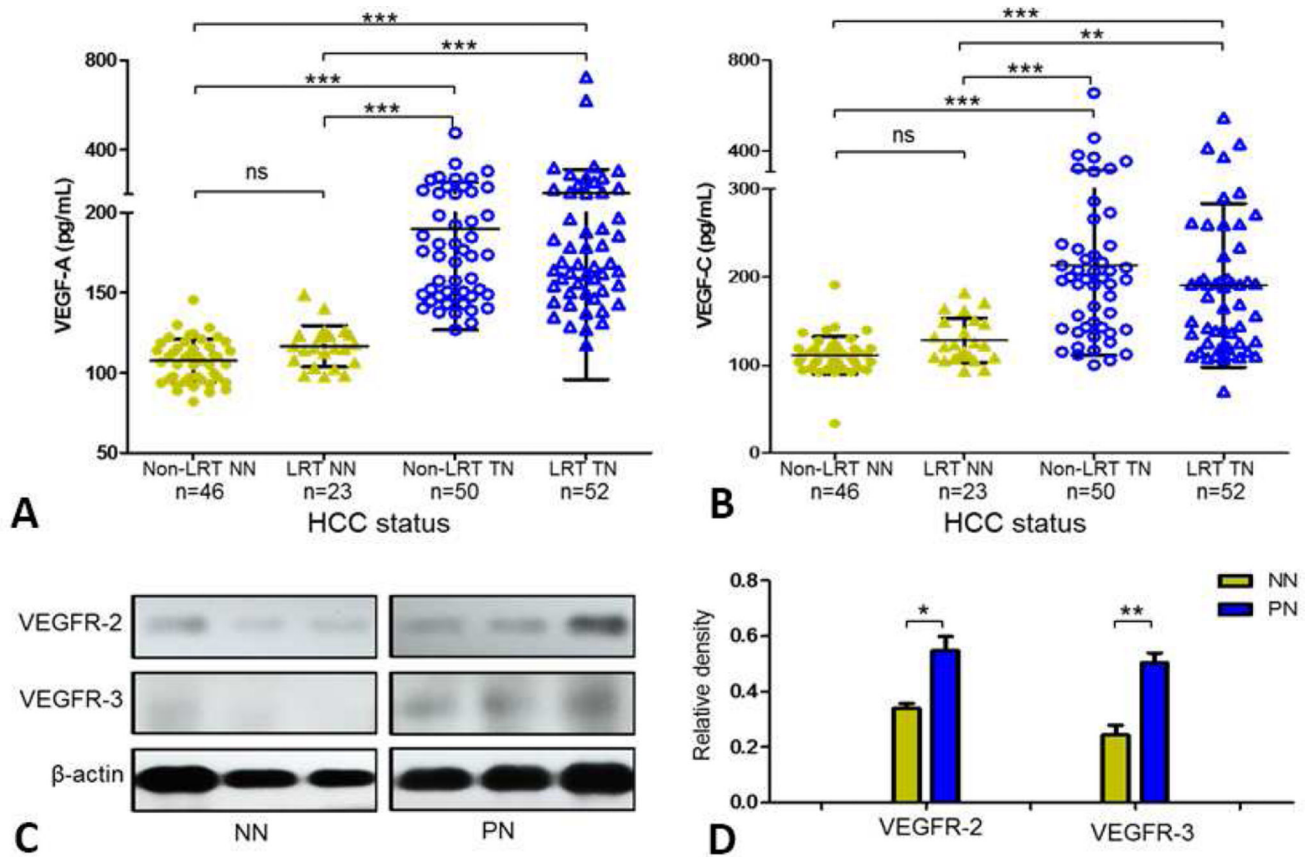 ***
***
***
***
ns
800
400
200
150
100
50
VEGF-A (pg/mL)
Non-LRT NN
LRT NN
Non-LRT TN
LRT TN
n=46
n=23
n=50
n=52
HCC status
A
***
**
***
***
ns
800
400
300
200
100
0
VEGF-C (pg/mL)
Non-LRT NN
LRT NN
Non-LRT TN
LRT TN
n=46
n=23
n=50
n=52
HCC status
B
VEGFR-2
VEGFR-3
β-actin
NN
PN
C
0.8
0.6
0.4
0.2
0.0
Relative density
*
**
NN
PN
VEGFR-2
VEGFR-3
D